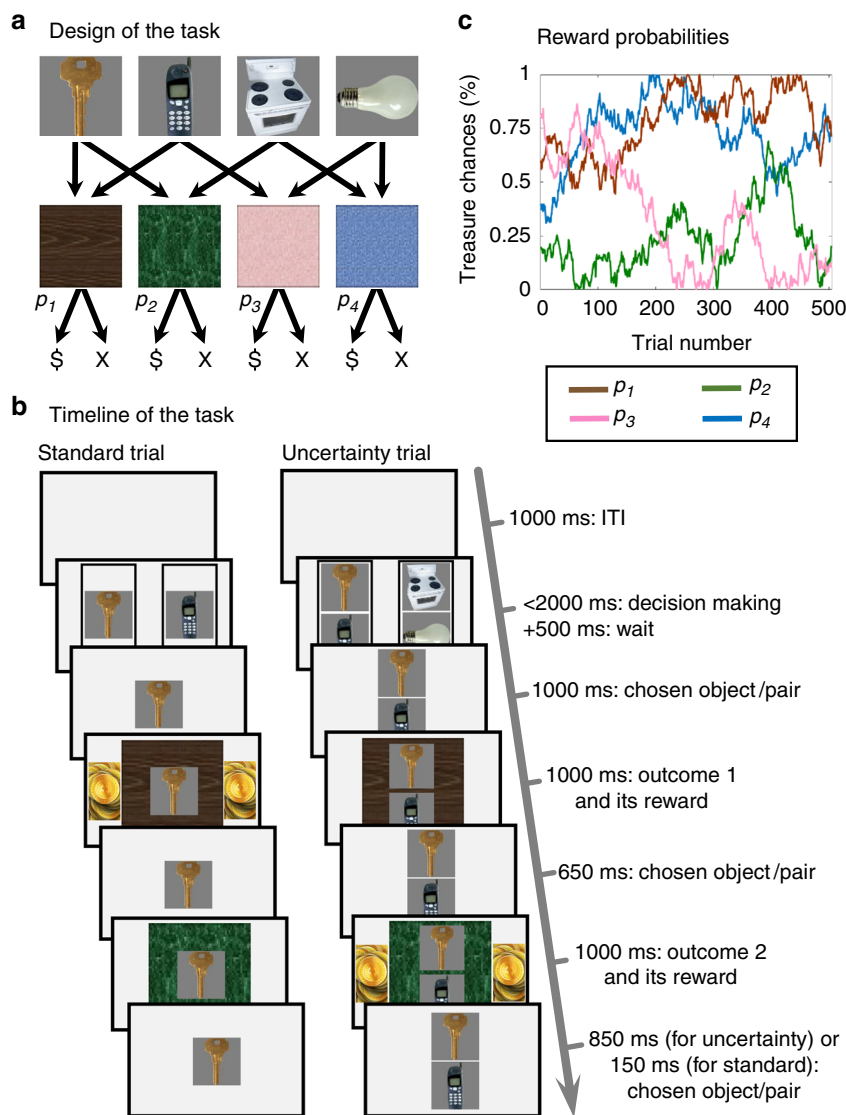 a
Design of the task
p1
p2
p3
p4
$ X $ X $ X $ X
c
Reward probabilities
Treasure chances (%)
1
0.75
0.5
0.25
0
0 100 200 300 400 500
Trial number
p1
p2
p3
p4
b
Timeline of the task
Standard trial
Uncertainty trial
1000 ms: ITI
<2000 ms: decision making
+500 ms: wait
1000 ms: chosen object/pair
1000 ms: outcome 1
and its reward
650 ms: chosen object/pair
1000 ms: outcome 2
and its reward
850 ms (for uncertainty) or
150 ms (for standard):
chosen object/pair